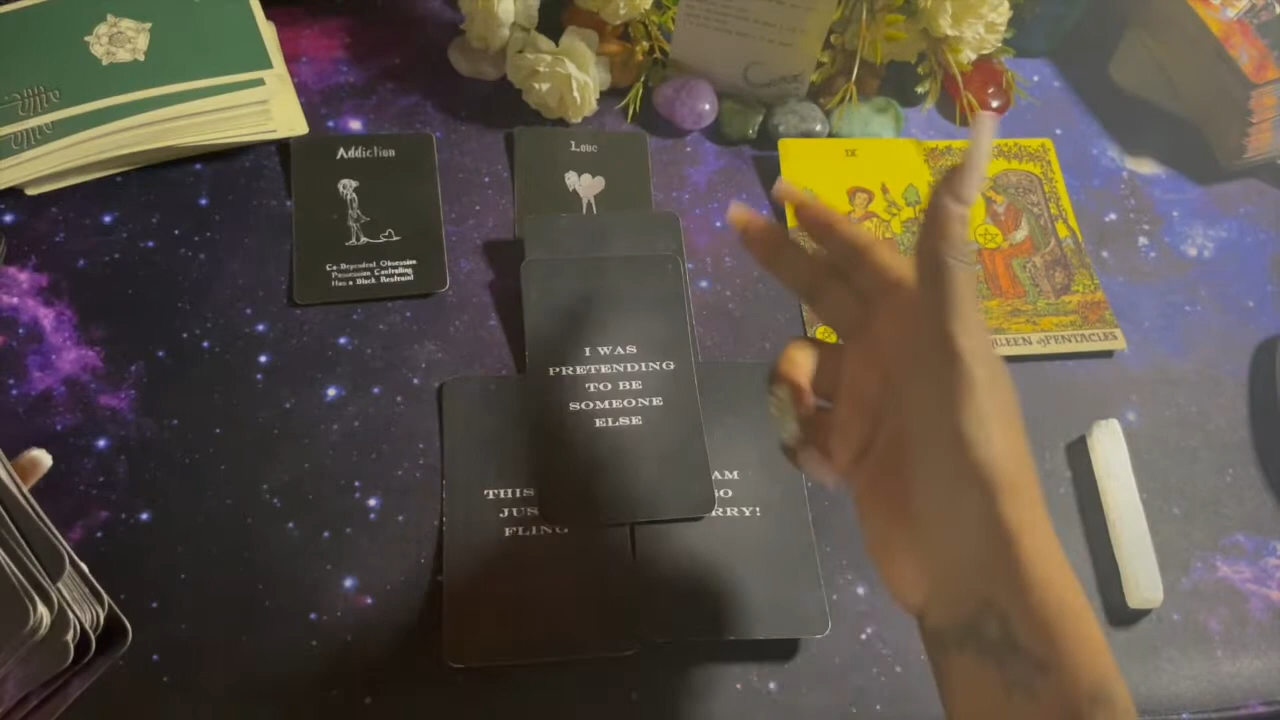 Addiction
Co-Dependent Obsession
Possession Controlling
Has a Block Restraint
Love
IX
QUEEN of PENTACLES
I WAS
PRETENDING
TO BE
SOMEONE
ELSE
THIS
JUS
FLING
AM
SO
RRY!